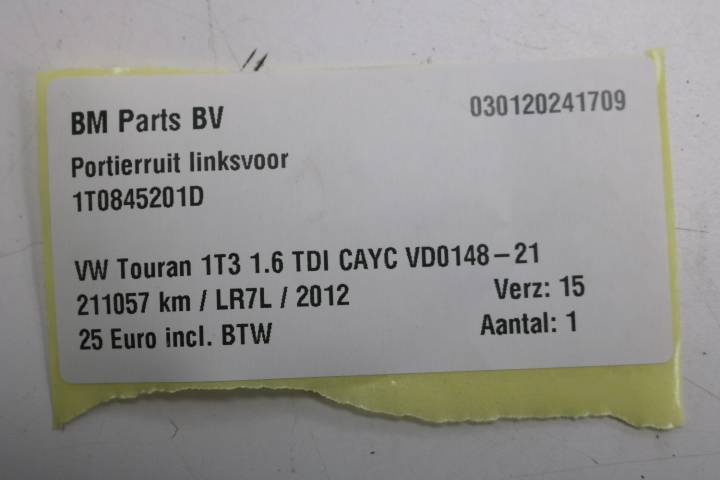 BM Parts BV 030120241709
Portierruit linksvoor
1T0845201D
VW Touran 1T3 1.6 TDI CAYC VD0148-21
211057 km / LR7L / 2012 Verz: 15
25 Euro incl. BTW Aantal: 1